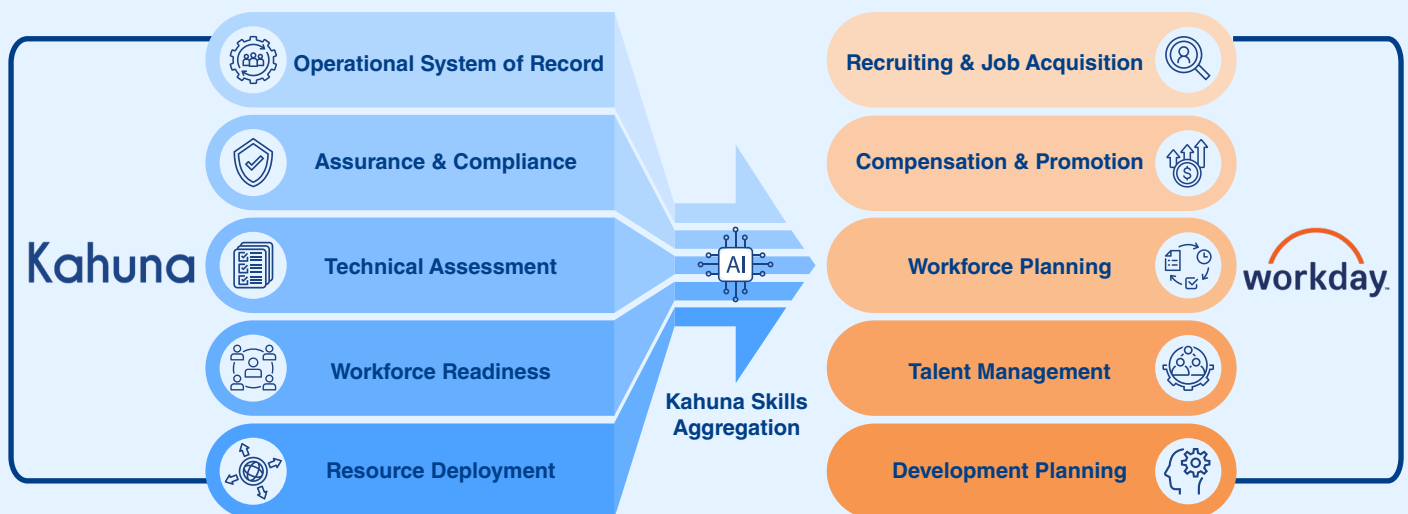 Kahuna
Operational System of Record
Assurance & Compliance
Technical Assessment
Workforce Readiness
Resource Deployment
AI
Kahuna Skills
Aggregation
Recruiting & Job Acquisition
Compensation & Promotion
$
Workforce Planning
Talent Management
Development Planning
workday™